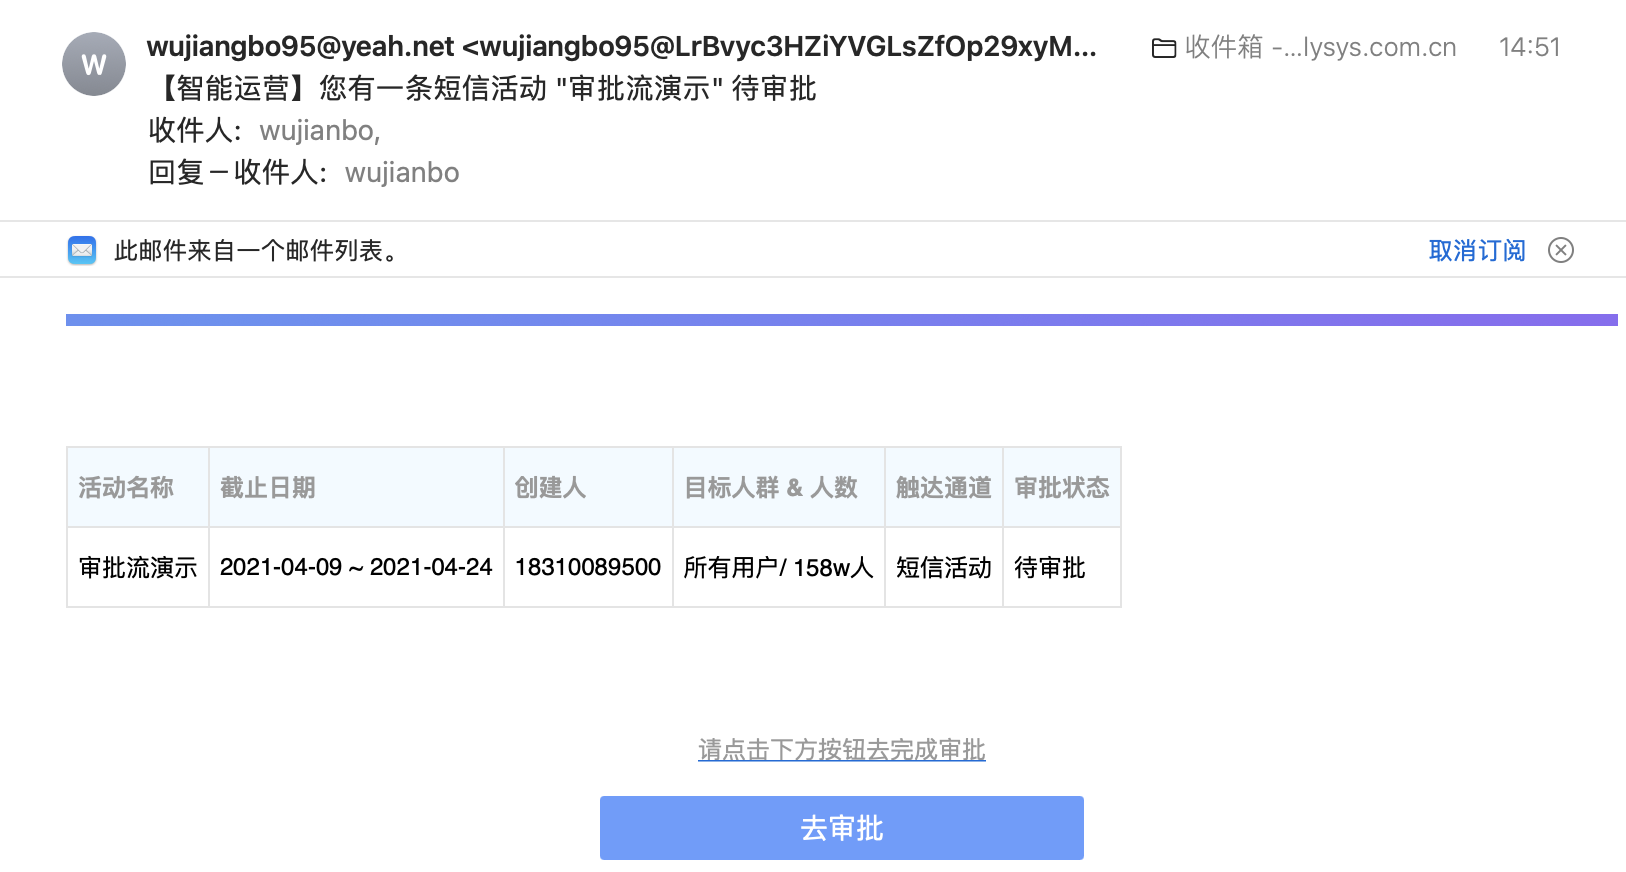 W
wujiangbo95@yeah.net <wujiangbo95@LrBvyc3HZiYVGLsZfOp29xyM...
收件箱 -...lysys.com.cn
14:51
【智能运营】您有一条短信活动 "审批流演示" 待审批
收件人: wujianbo,
回复－收件人: wujianbo
此邮件来自一个邮件列表。
取消订阅
活动名称 截止日期 创建人 目标人群 & 人数 触达通道 审批状态
审批流演示 2021-04-09 ~ 2021-04-24 18310089500 所有用户/ 158w人 短信活动 待审批
请点击下方按钮去完成审批
去审批